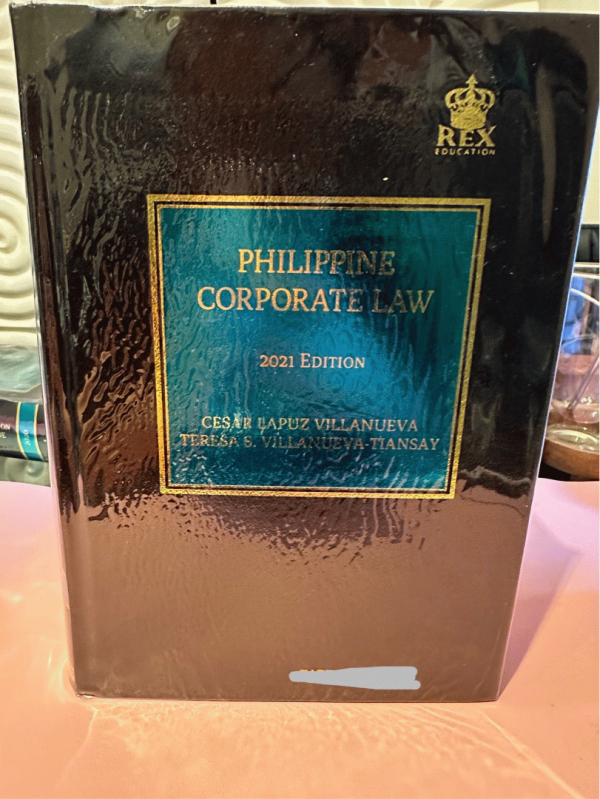 REX
EDUCATION
PHILIPPINE
CORPORATE LAW
2021 EDITION
CESAR LAPUZ VILLANUEVA
TERESA S. VILLANUEVA-TIANSAY